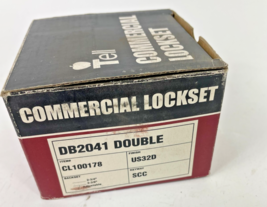 Tell
COMMERCIAL
LOCKSET
COMMERCIAL LOCKSET
DB2041 DOUBLE
CL100178
US32D
SCC